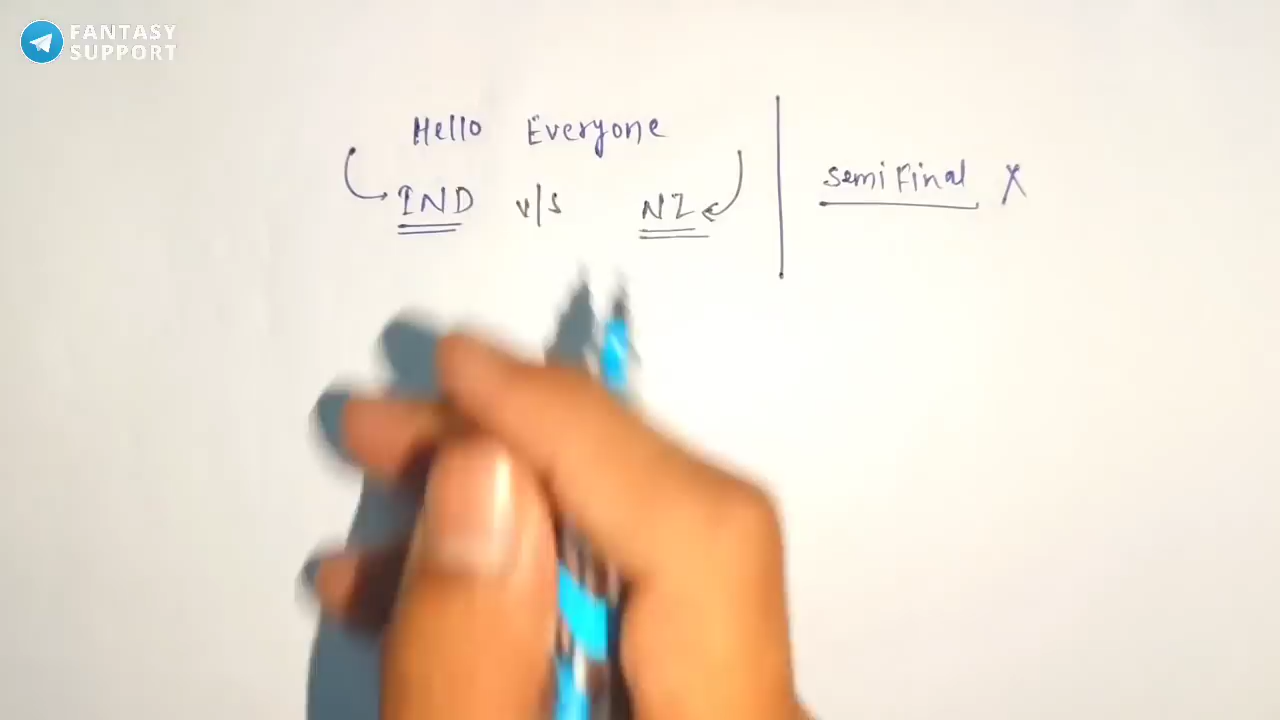 FANTASY
SUPPORT
Hello Everyone
IND v/s NZ
Semi Final X